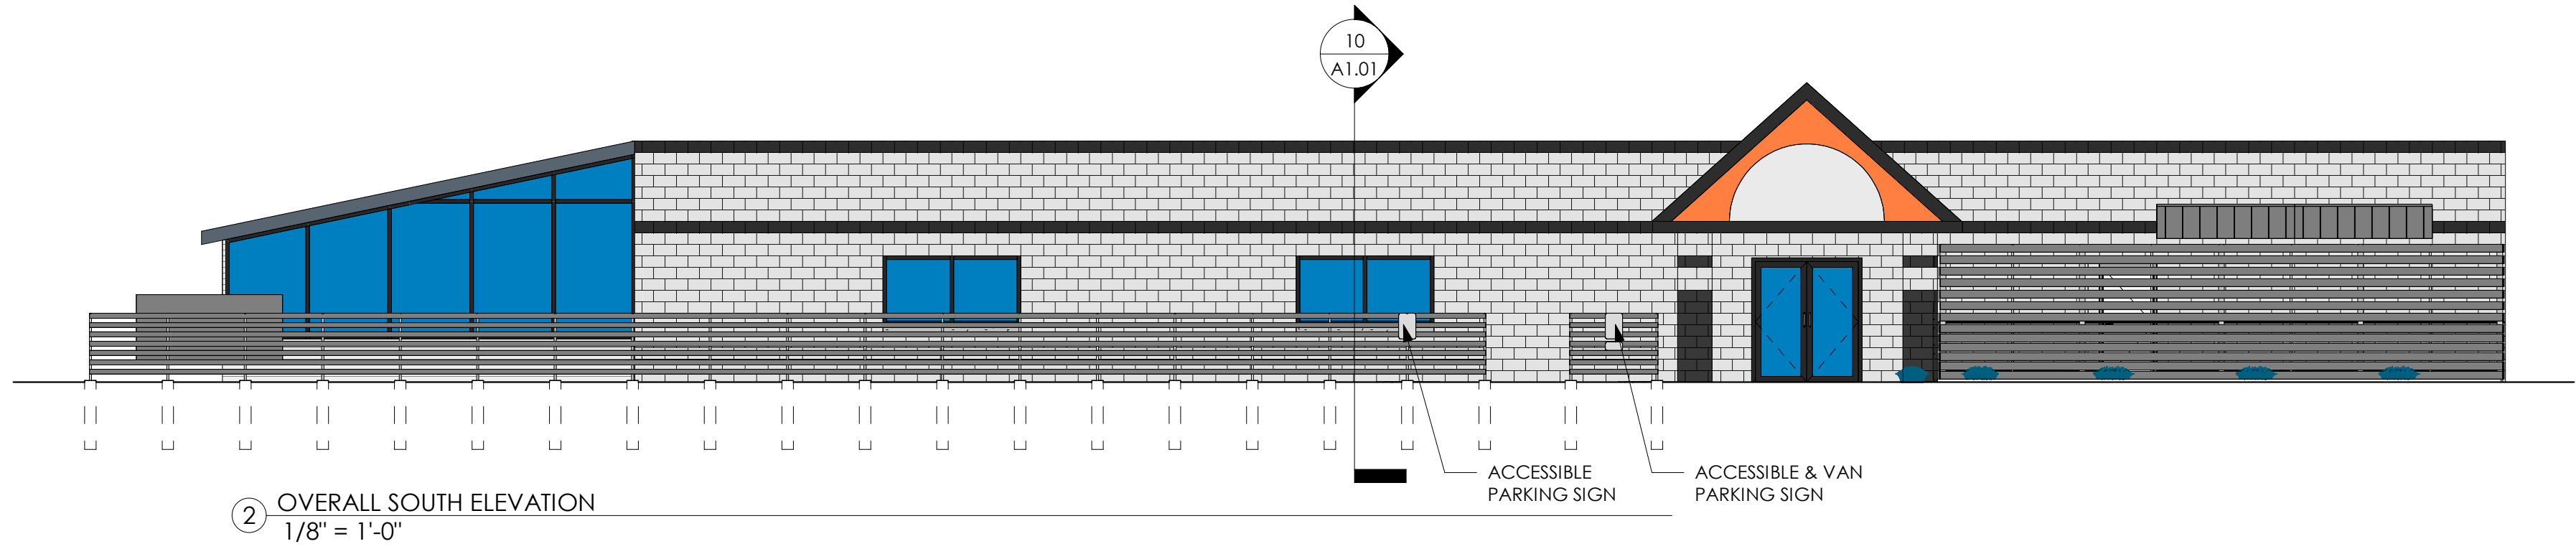 10
A1.01
ACCESSIBLE
PARKING SIGN
ACCESSIBLE & VAN
PARKING SIGN
2
OVERALL SOUTH ELEVATION
1/8" = 1'-0"